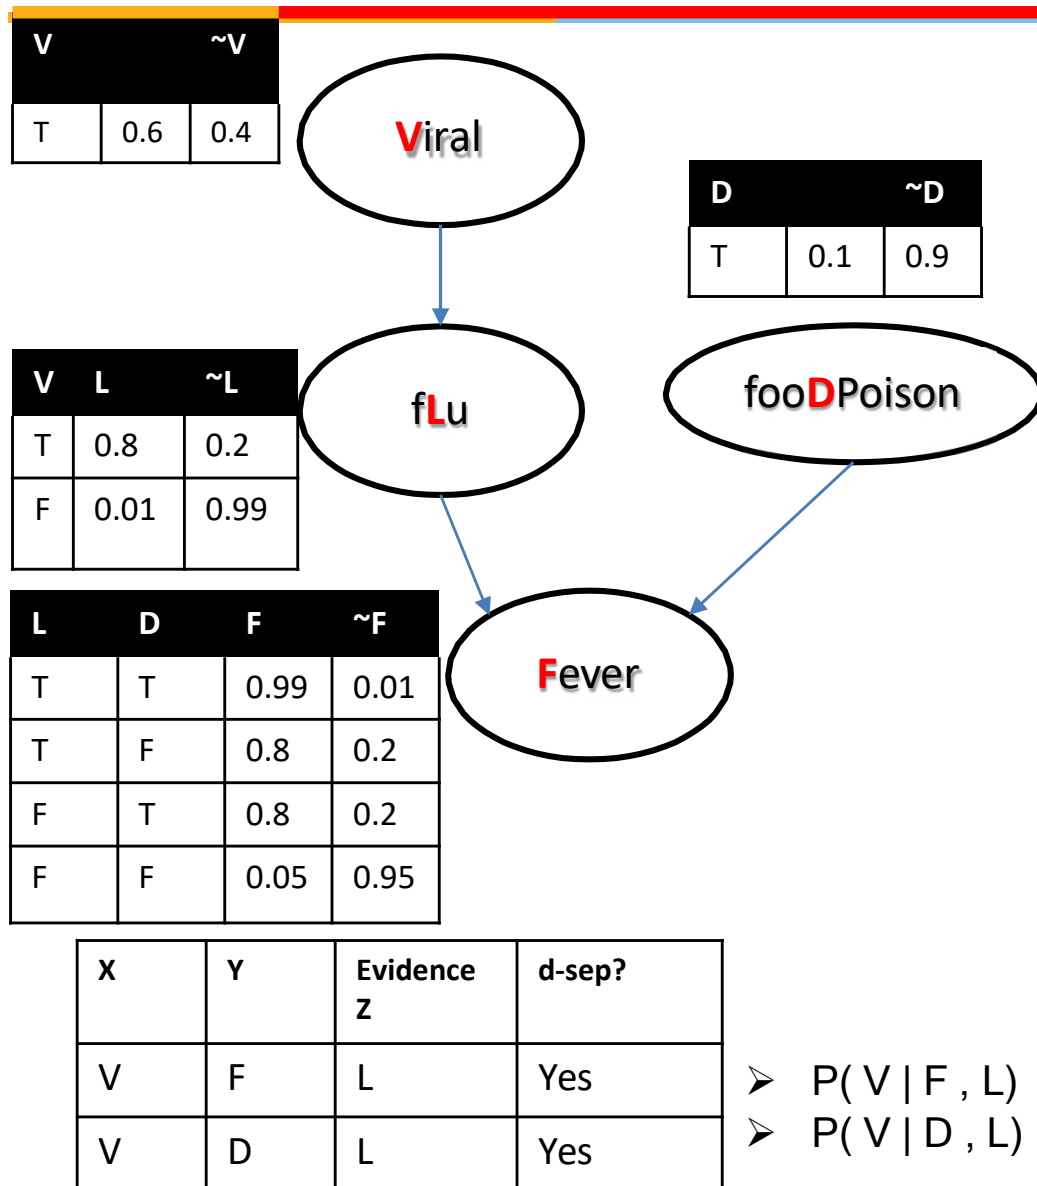 V ~V
T 0.6 0.4
Viral
D ~D
T 0.1 0.9
V L ~L
T 0.8 0.2
F 0.01 0.99
fLu
fooDPoison
L D F ~F
T T 0.99 0.01
T F 0.8 0.2
F T 0.8 0.2
F F 0.05 0.95
Fever
X Y Evidence d-sep?
Z
V F L Yes
V D L Yes
➢ P( V | F , L)
➢ P( V | D , L)